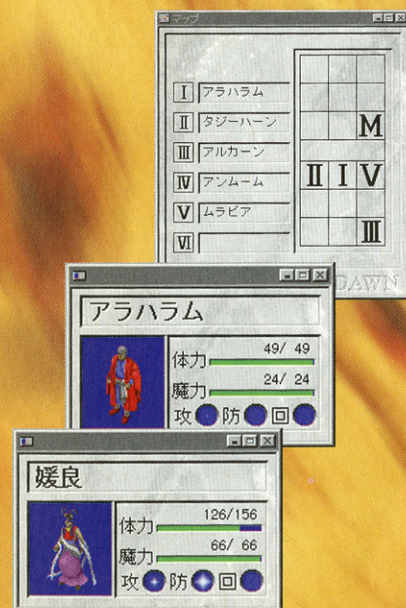 マップ
I アラハラム
II タジーハーン
III アルカーン
IV アンムーム
V ムラビア
VI
M
II I V
III
DAWN
アラハラム
体力 49/ 49
魔力 24/ 24
攻 防 回
媛良
体力 126/156
魔力 66/ 66
攻 防 回